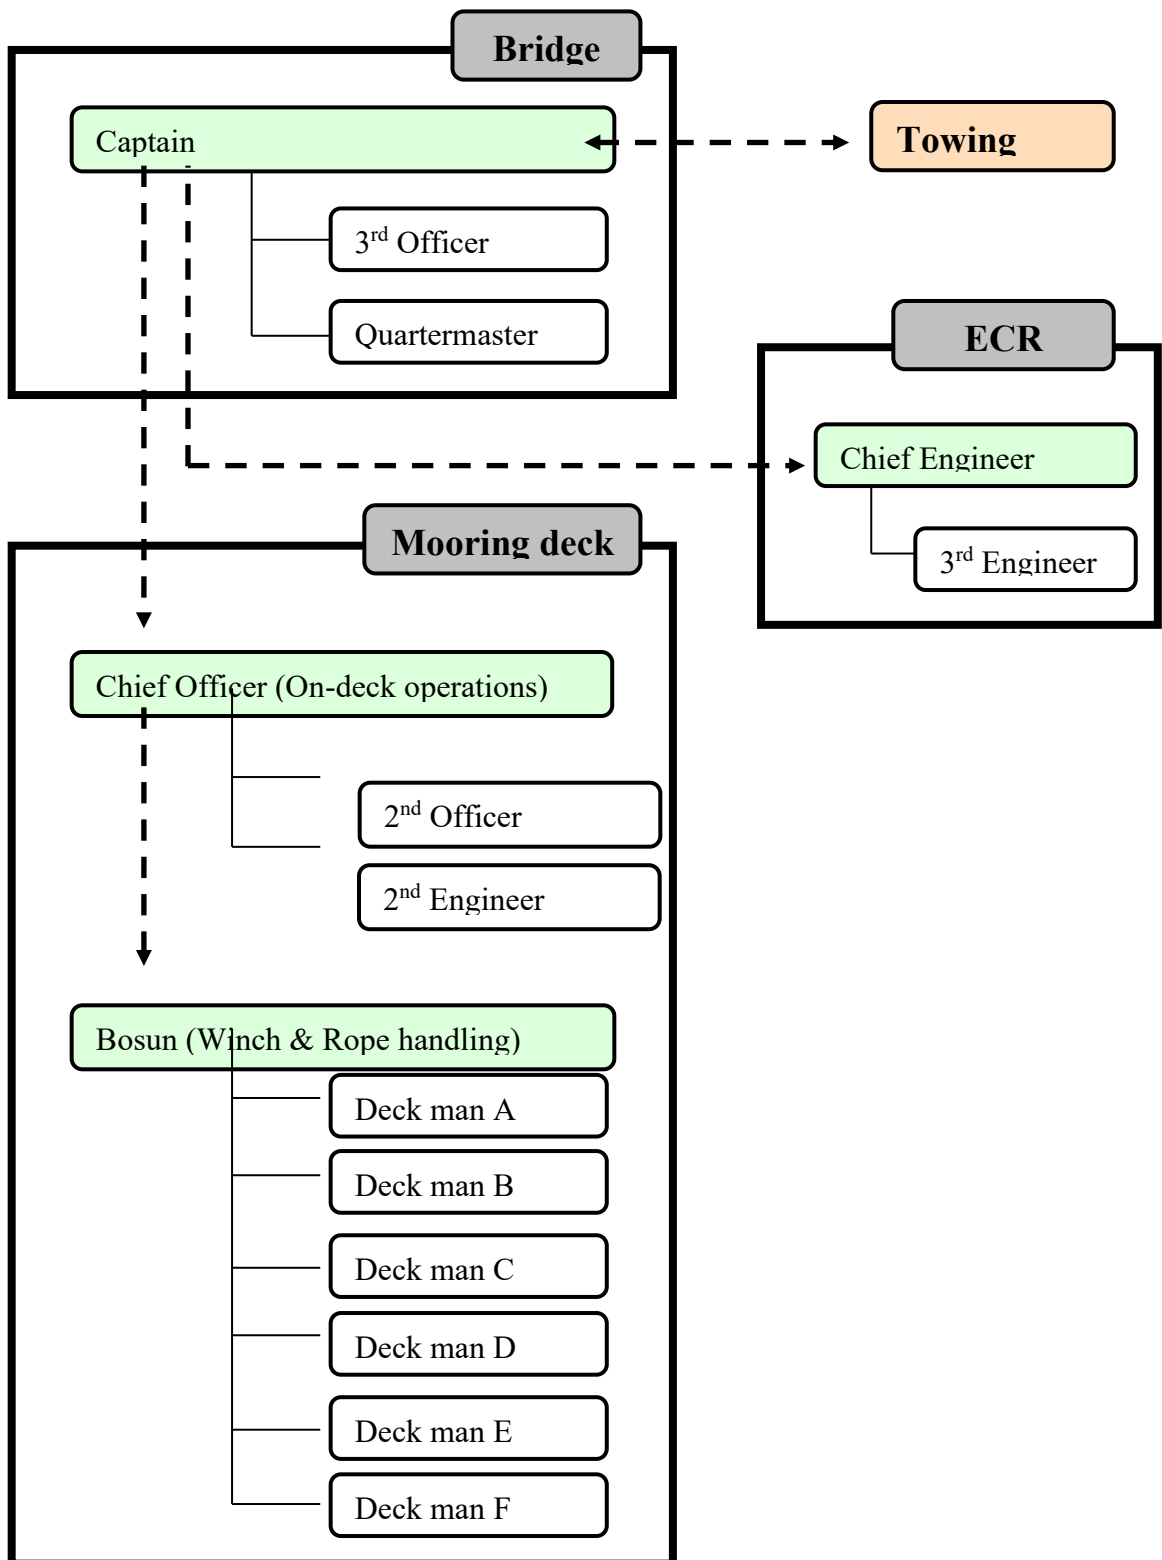 Bridge
Captain
Towing
3rd Officer
Quartermaster
ECR
Chief Engineer
3rd Engineer
Mooring deck
Chief Officer (On-deck operations)
2nd Officer
2nd Engineer
Bosun (Winch & Rope handling)
Deck man A
Deck man B
Deck man C
Deck man D
Deck man E
Deck man F